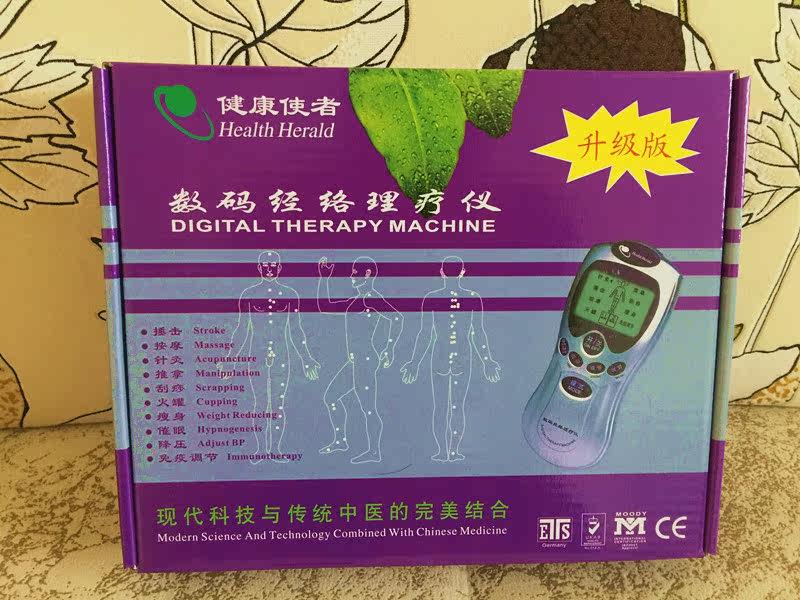 健康使者
Health Herald
升级版
数码经络理疗仪
DIGITAL THERAPY MACHINE
捶击 Stroke
按摩 Massage
针灸 Acupuncture
推拿 Manipulation
刮痧 Scrapping
火罐 Cupping
瘦身 Weight Reducing
催眠 Hypnogenesis
降压 Adjust BP
免疫调节 Immunotherapy
现代科技与传统中医的完美结合
Modern Science And Technology Combined With Chinese Medicine
ETS
Germany
UKAS
MOODY
INTERNATIONAL
CERTIFICATION
CE